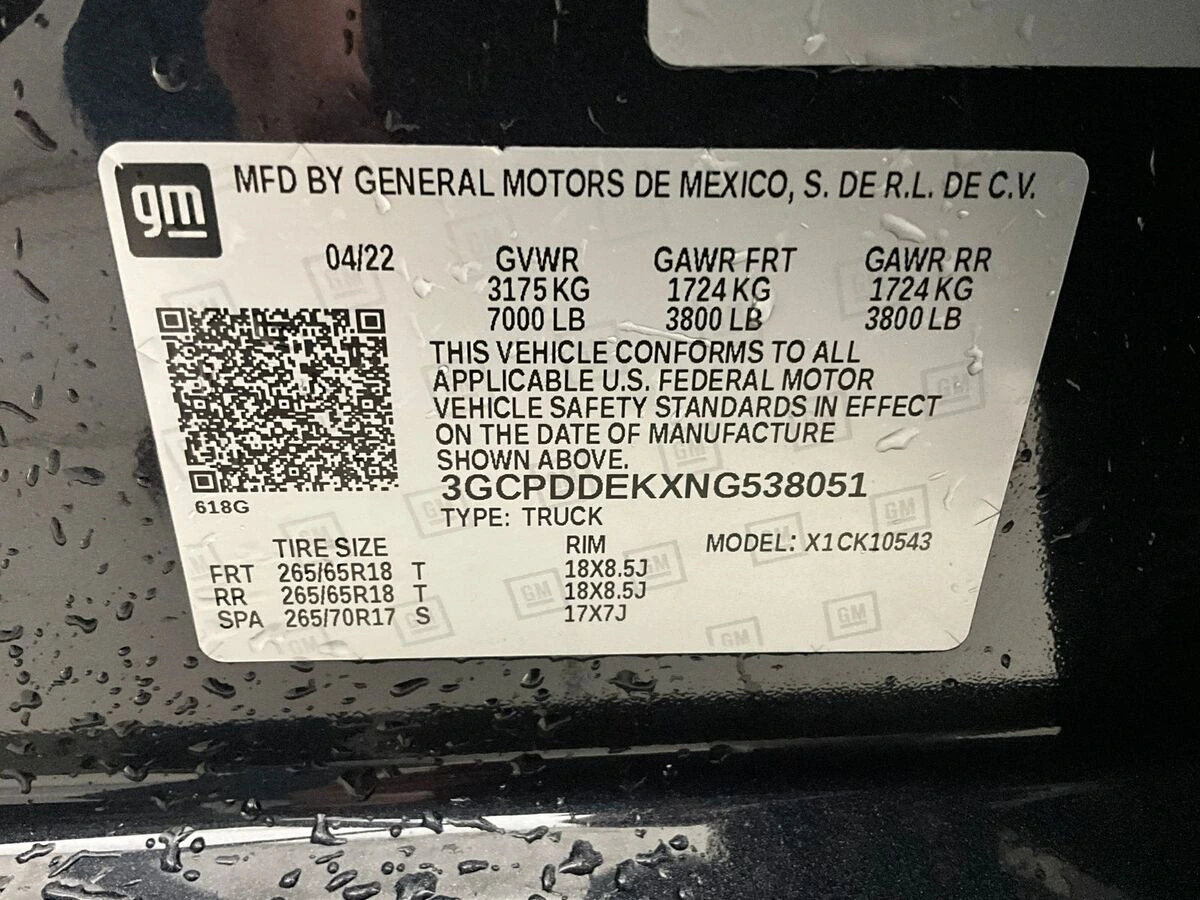 gm
MFD BY GENERAL MOTORS DE MEXICO, S. DE R.L. DE C.V.
04/22 GVWR GAWR FRT GAWR RR
3175 KG 1724 KG 1724 KG
7000 LB 3800 LB 3800 LB
THIS VEHICLE CONFORMS TO ALL
APPLICABLE U.S. FEDERAL MOTOR
VEHICLE SAFETY STANDARDS IN EFFECT
ON THE DATE OF MANUFACTURE
SHOWN ABOVE.
618G
3GCPDDEKXNG538051
TYPE: TRUCK
TIRE SIZE RIM MODEL: X1CK10543
FRT 265/65R18 T 18X8.5J
RR 265/65R18 T 18X8.5J
SPA 265/70R17 S 17X7J